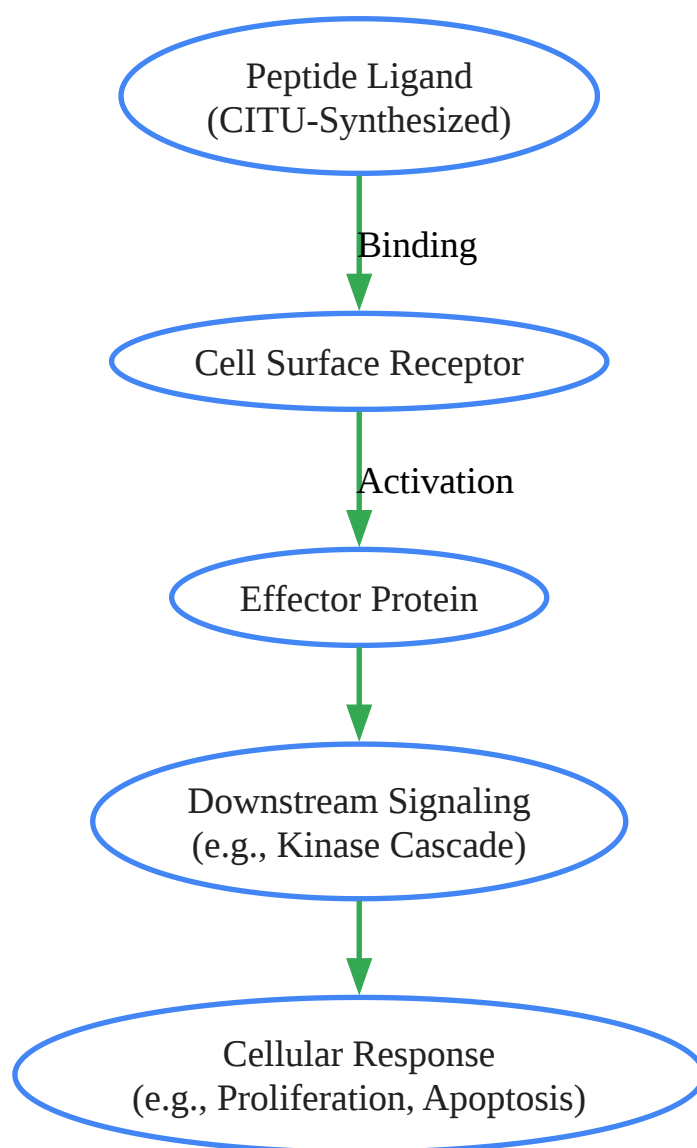 Peptide Ligand
(CITU-Synthesized)
Binding
Cell Surface Receptor
Activation
Effector Protein
Downstream Signaling
(e.g., Kinase Cascade)
Cellular Response
(e.g., Proliferation, Apoptosis)